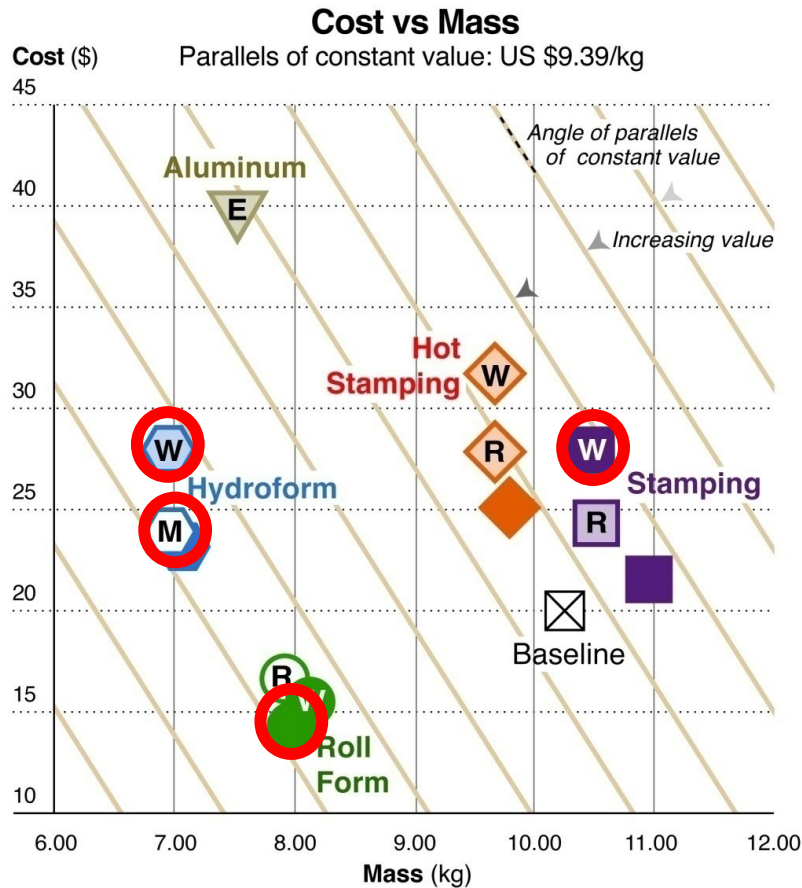 Cost vs Mass
Cost ($) Parallels of constant value: US $9.39/kg
45
Angle of parallels
of constant value
Aluminum
40
E
Increasing value
35
Hot
Stamping
W
30
W
R
W
Hydroform
Stamping
25
M
R
20
Baseline
R
W
15
Roll
Form
10
6.00 7.00 8.00 9.00 10.00 11.00 12.00
Mass (kg)